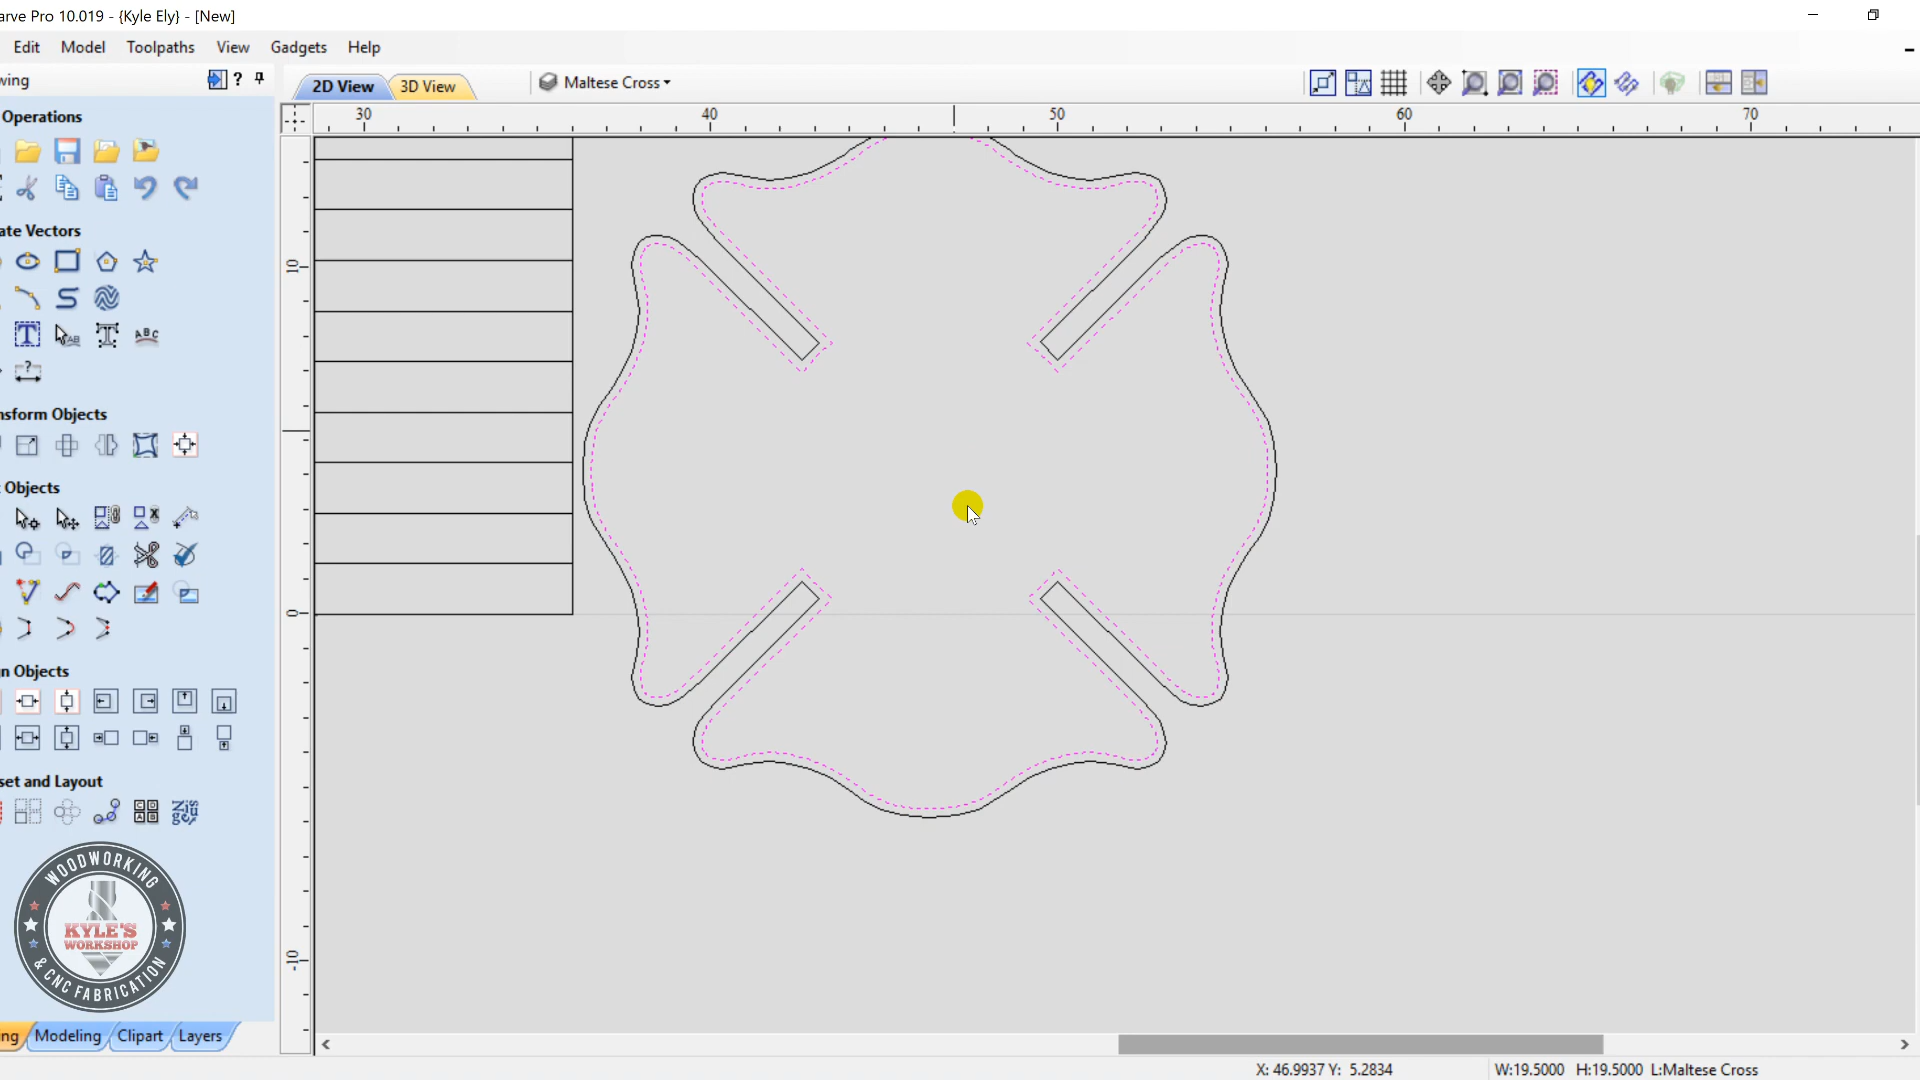 arve Pro 10.019 - {Kyle Ely} - [New]
Edit Model Toolpaths View Gadgets Help
wing ?
2D View 3D View Maltese Cross
30 40 50 60 70
Operations
ate Vectors
T AB T ABC
nsform Objects
Objects
n Objects
set and Layout
10
0
-10
WOODWORKING
KYLE'S
WORKSHOP
& CNC FABRICATION
ng Modeling Clipart Layers
X: 46.9937 Y: 5.2834 W:19.5000 H:19.5000 L:Maltese Cross